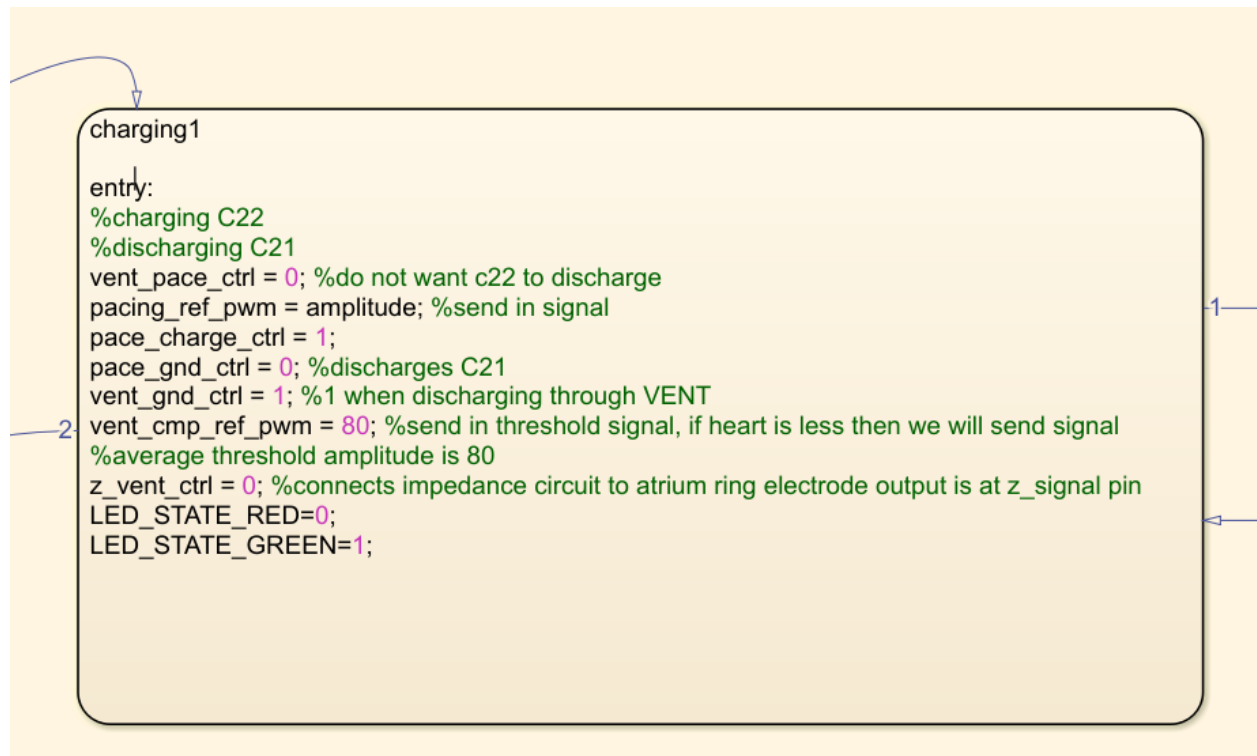 charging1
entry:
%charging C22
%discharging C21
vent_pace_ctrl = 0; %do not want c22 to discharge
pacing_ref_pwm = amplitude; %send in signal
pace_charge_ctrl = 1;
pace_gnd_ctrl = 0; %discharges C21
vent_gnd_ctrl = 1; %1 when discharging through VENT
vent_cmp_ref_pwm = 80; %send in threshold signal, if heart is less then we will send signal
%average threshold amplitude is 80
z_vent_ctrl = 0; %connects impedance circuit to atrium ring electrode output is at z_signal pin
LED_STATE_RED=0;
LED_STATE_GREEN=1;
1
2